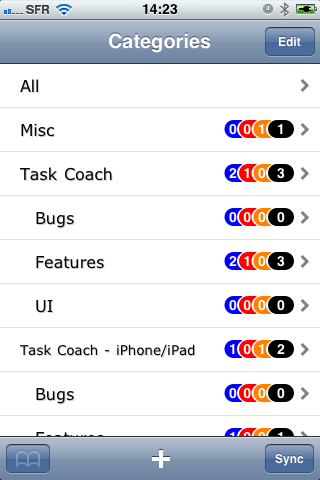 SFR 14:23
Categories Edit
All
Misc 0 0 1 1
Task Coach 2 1 0 3
Bugs 0 0 0 0
Features 2 1 0 3
UI 0 0 0 0
Task Coach - iPhone/iPad 1 0 1 2
Bugs 0 0 0 0
Features
Sync